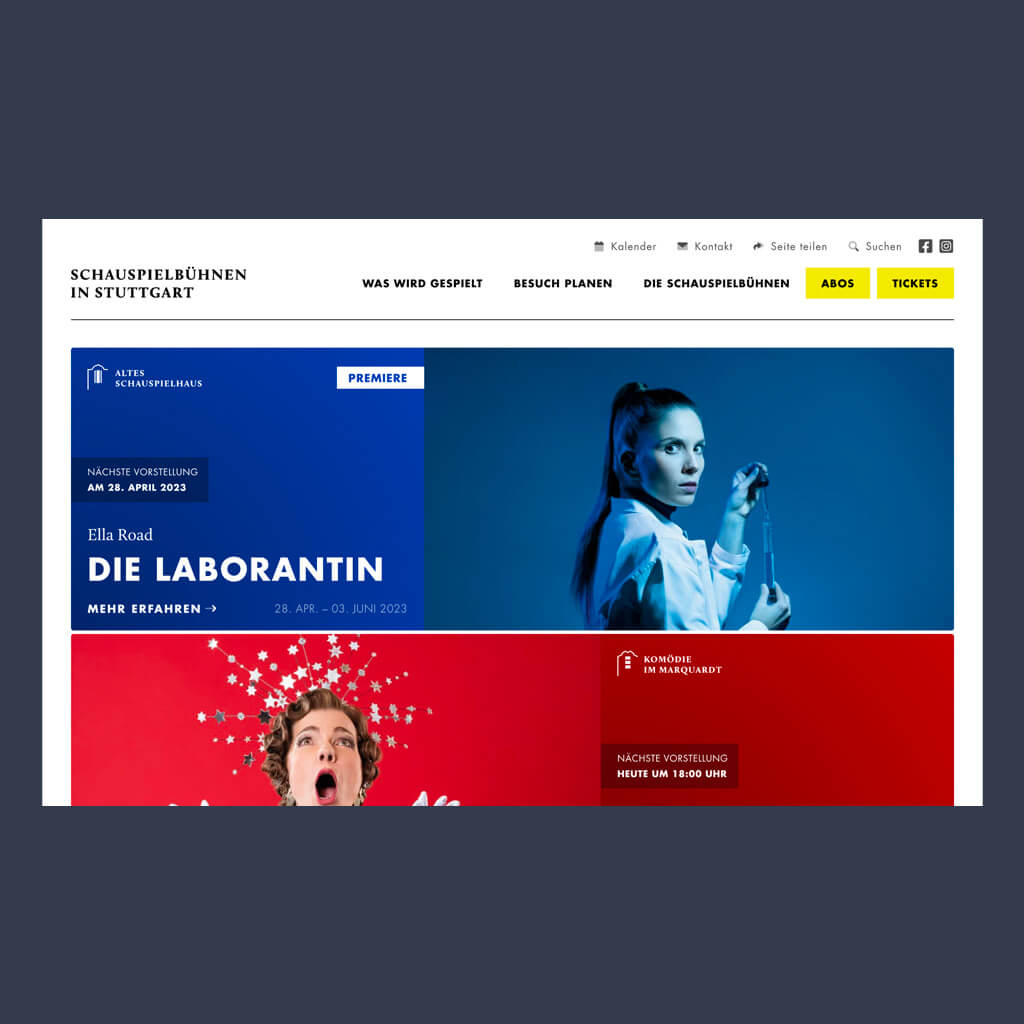 Kalender
Kontakt
Seite teilen
Suchen
SCHAUSPIELBÜHNEN
IN STUTTGART
WAS WIRD GESPIELT
BESUCH PLANEN
DIE SCHAUSPIELBÜHNEN
ABOS
TICKETS
ALTES
SCHAUSPIELHAUS
PREMIERE
NÄCHSTE VORSTELLUNG
AM 28. APRIL 2023
Ella Road
DIE LABORANTIN
MEHR ERFAHREN →
28. APR. – 03. JUNI 2023
KOMÖDIE
IM MARQUARDT
NÄCHSTE VORSTELLUNG
HEUTE UM 18:00 UHR